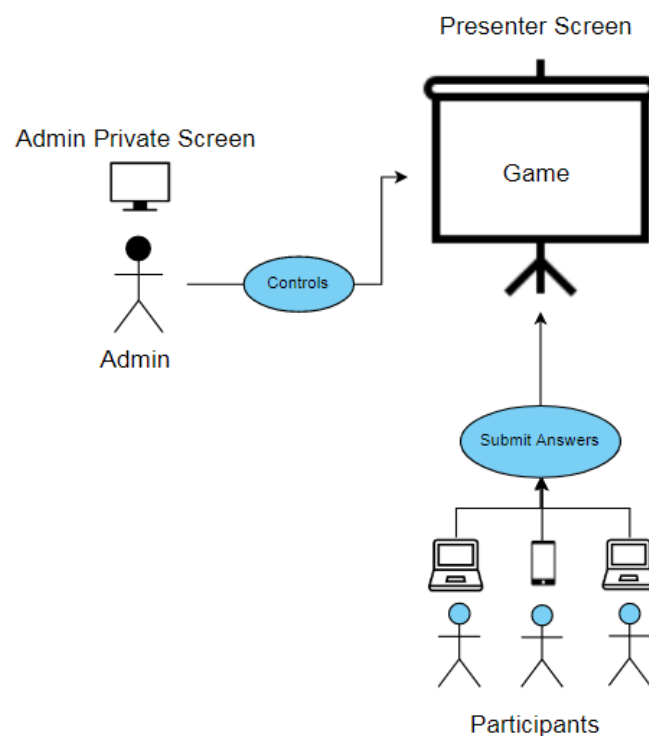 Presenter Screen
Admin Private Screen
Game
Controls
Admin
Submit Answers
Participants